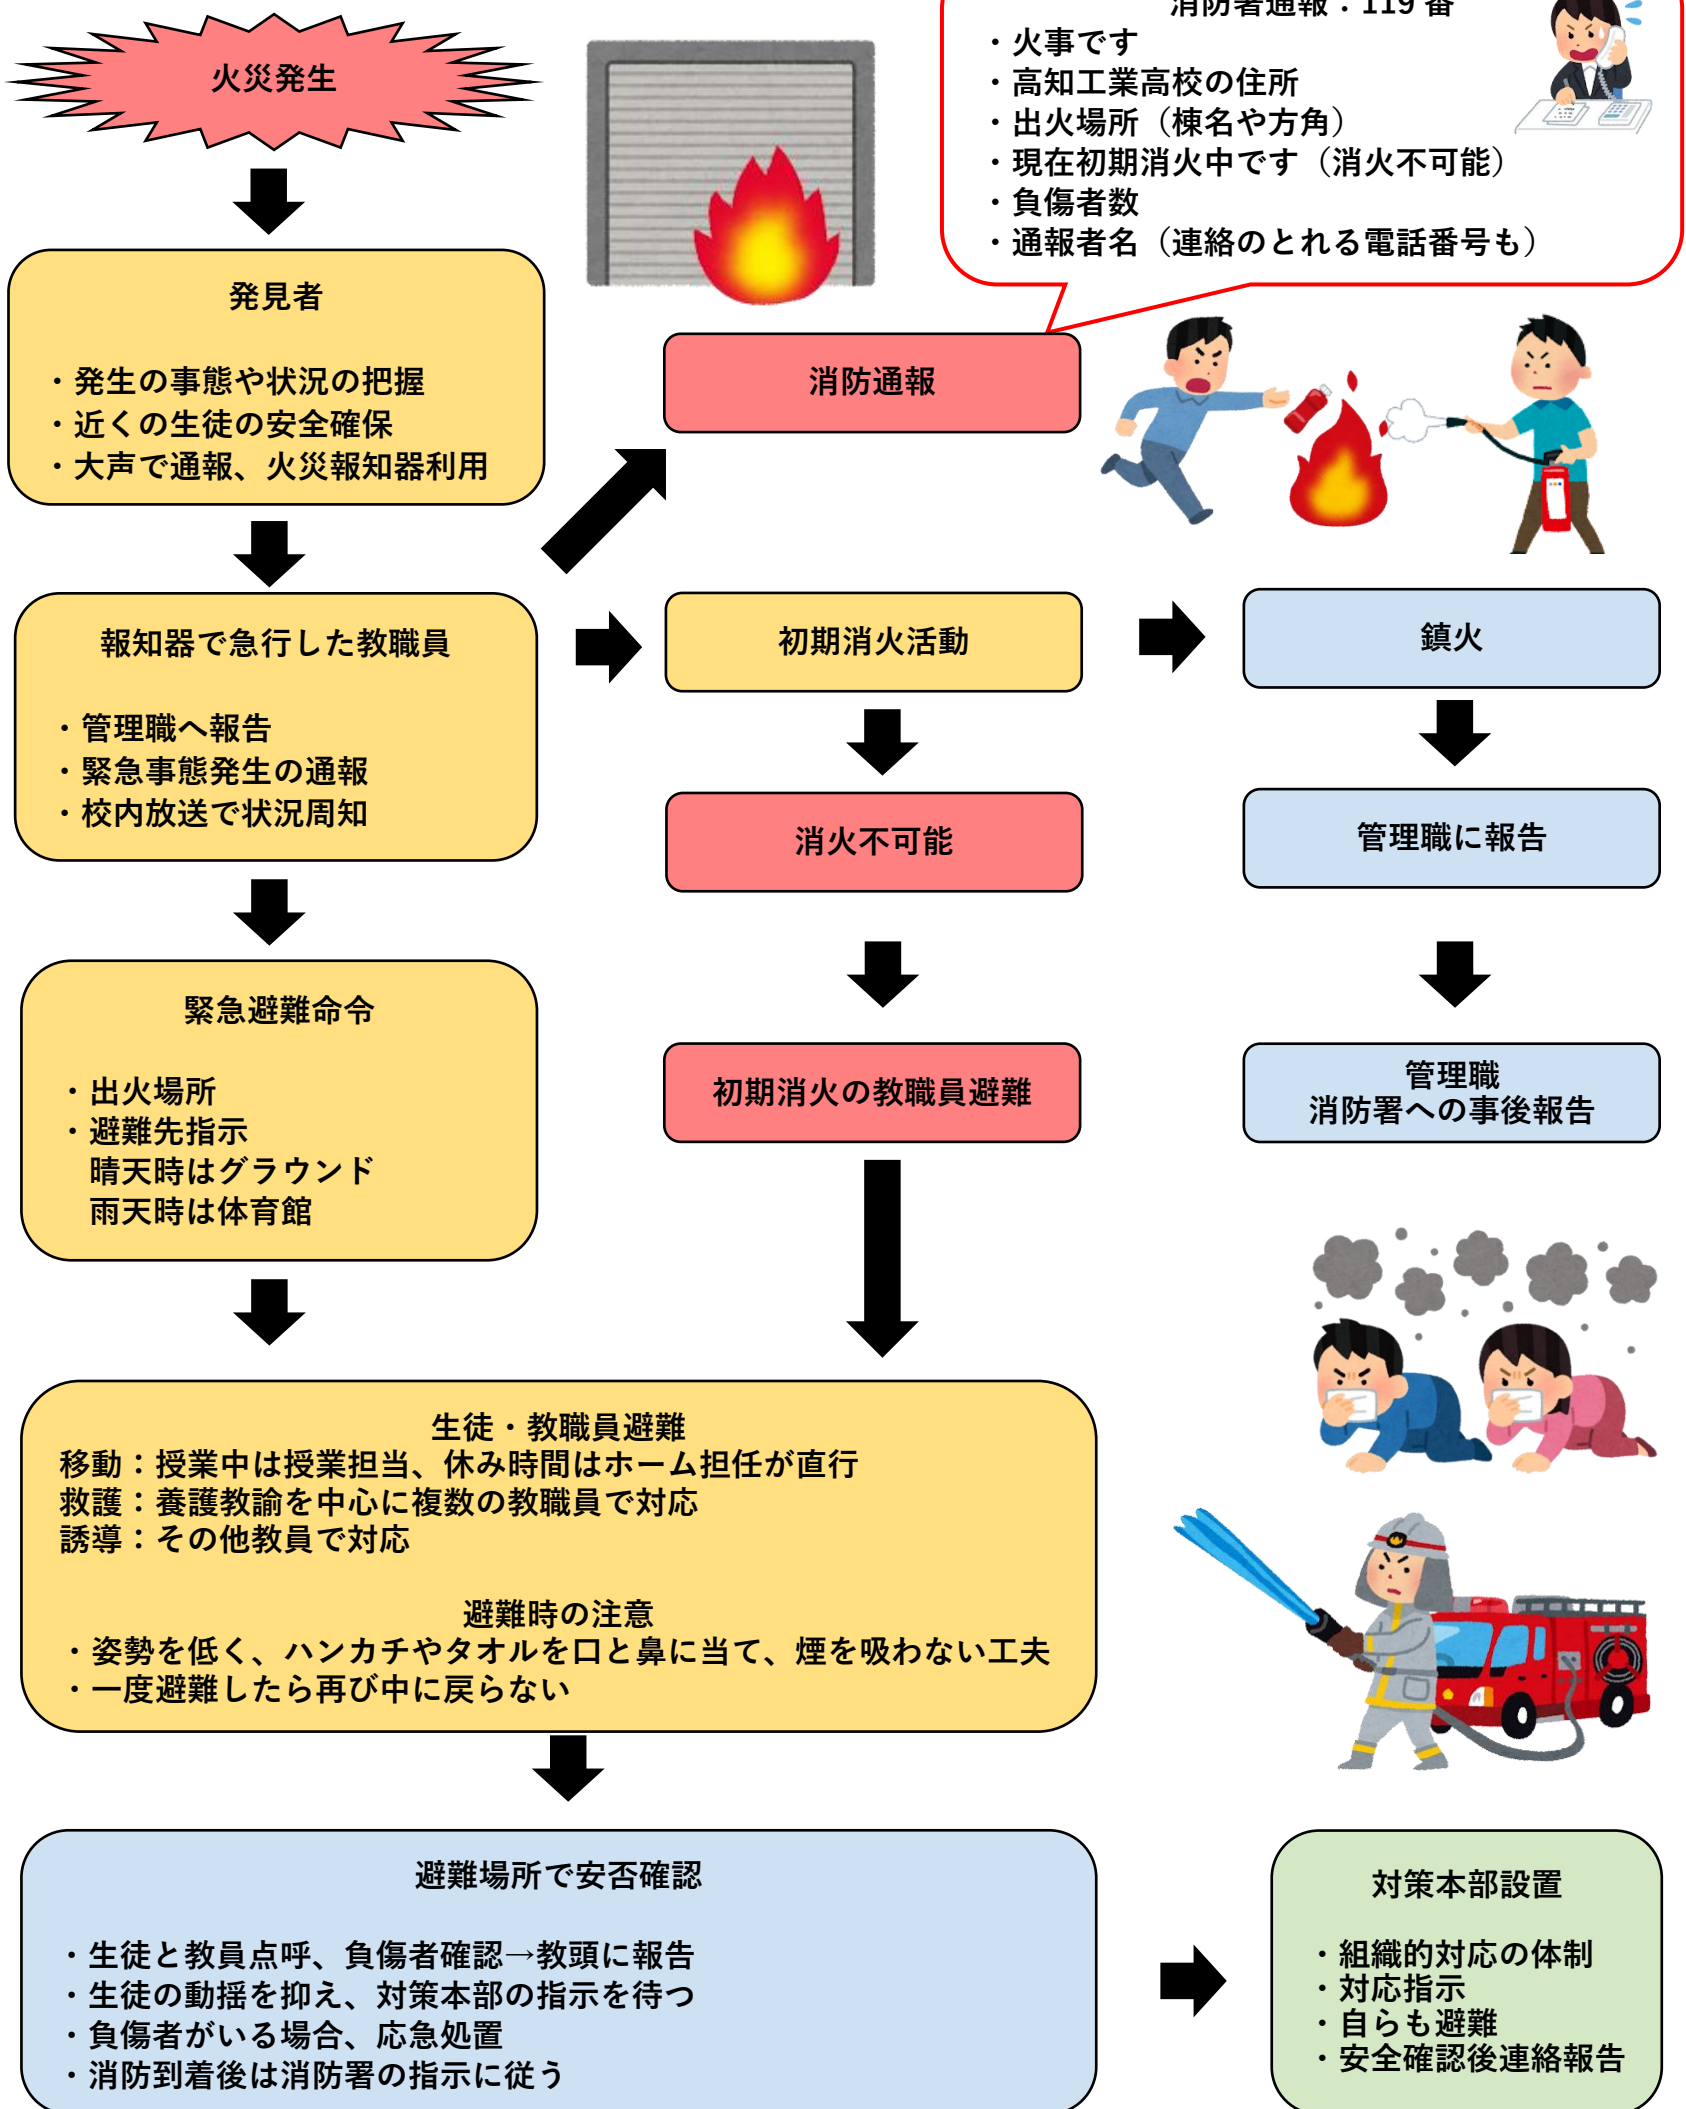 消防署通報：119番
・火事です
・高知工業高校の住所
・出火場所（棟名や方角）
・現在初期消火中です（消火不可能）
・負傷者数
・通報者名（連絡のとれる電話番号も）
火災発生
発見者
・発生の事態や状況の把握
・近くの生徒の安全確保
・大声で通報、火災報知器利用
消防通報
報知器で急行した教職員
・管理職へ報告
・緊急事態発生の通報
・校内放送で状況周知
初期消火活動
鎮火
消火不可能
管理職に報告
緊急避難命令
・出火場所
・避難先指示
晴天時はグラウンド
雨天時は体育館
初期消火の教職員避難
管理職
消防署への事後報告
生徒・教職員避難
移動：授業中は授業担当、休み時間はホーム担任が直行
救護：養護教諭を中心に複数の教職員で対応
誘導：その他教員で対応
避難時の注意
・姿勢を低く、ハンカチやタオルを口と鼻に当て、煙を吸わない工夫
・一度避難したら再び中に戻らない
避難場所で安否確認
・生徒と教員点呼、負傷者確認→教頭に報告
・生徒の動揺を抑え、対策本部の指示を待つ
・負傷者がいる場合、応急処置
・消防到着後は消防署の指示に従う
対策本部設置
・組織的対応の体制
・対応指示
・自らも避難
・安全確認後連絡報告